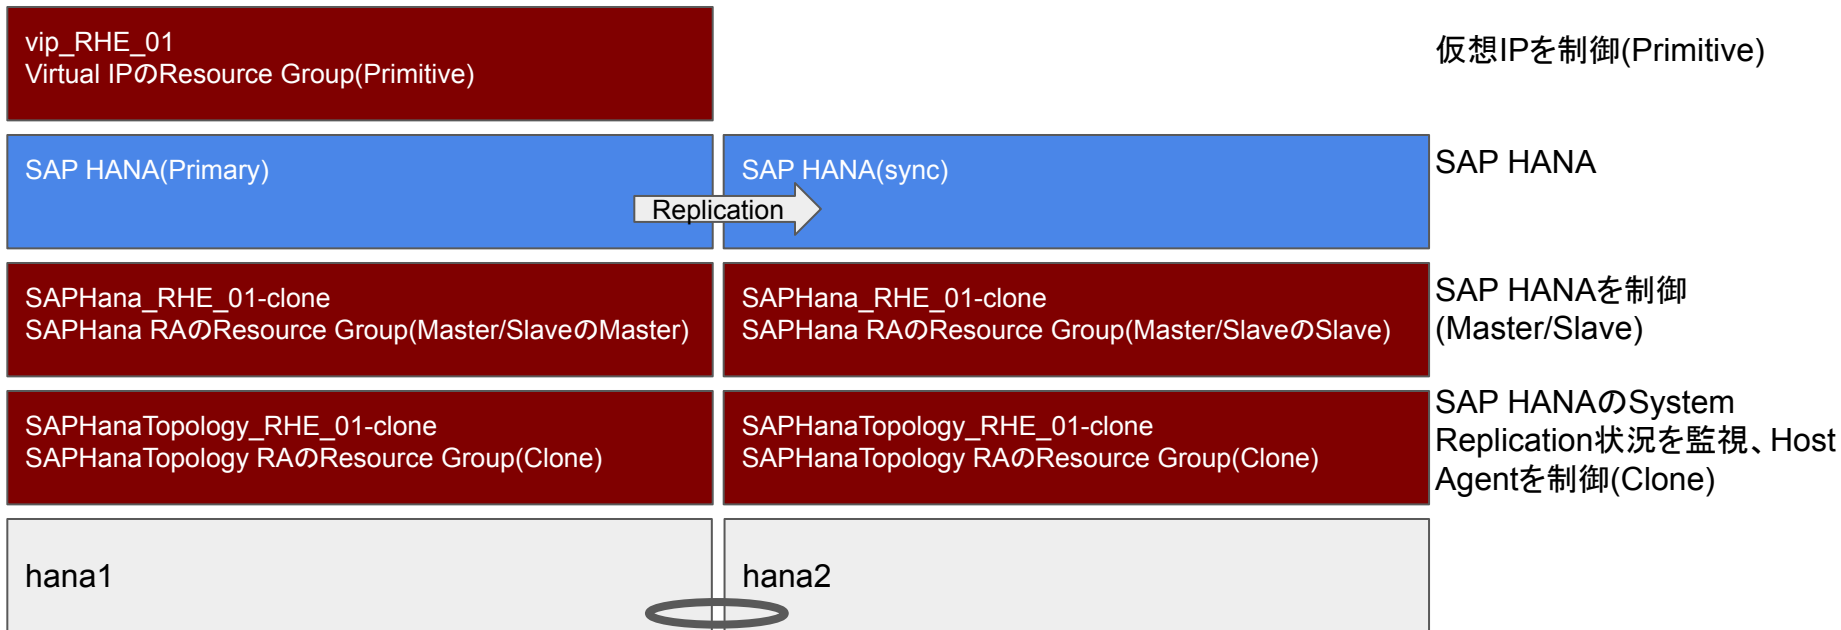 vip_RHE_01
Virtual IPのResource Group(Primitive)
仮想IPを制御(Primitive)
SAP HANA(Primary)
SAP HANA(sync)
SAP HANA
Replication
SAPHana_RHE_01-clone
SAPHana RAのResource Group(Master/SlaveのMaster)
SAPHana_RHE_01-clone
SAPHana RAのResource Group(Master/SlaveのSlave)
SAP HANAを制御
(Master/Slave)
SAPHanaTopology_RHE_01-clone
SAPHanaTopology RAのResource Group(Clone)
SAPHanaTopology_RHE_01-clone
SAPHanaTopology RAのResource Group(Clone)
SAP HANAのSystem
Replication状況を監視、Host
Agentを制御(Clone)
hana1
hana2